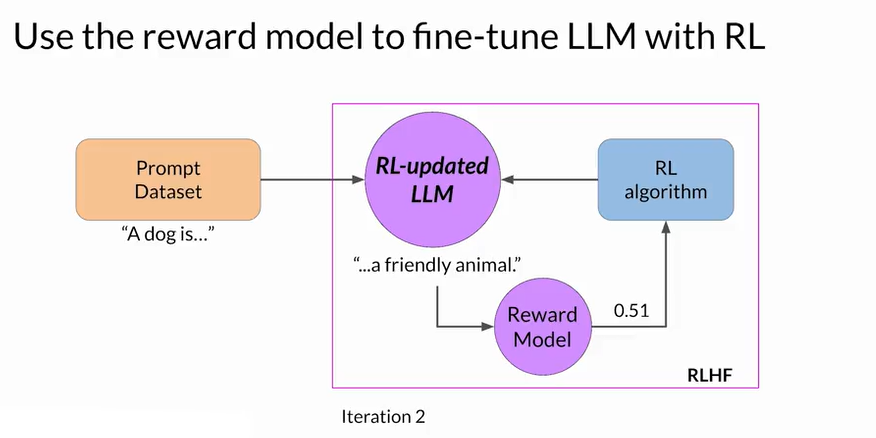 Use the reward model to fine-tune LLM with RL
Prompt
Dataset
“A dog is...”
RL-updated
LLM
RL
algorithm
“...a friendly animal.”
Reward
Model
0.51
RLHF
Iteration 2